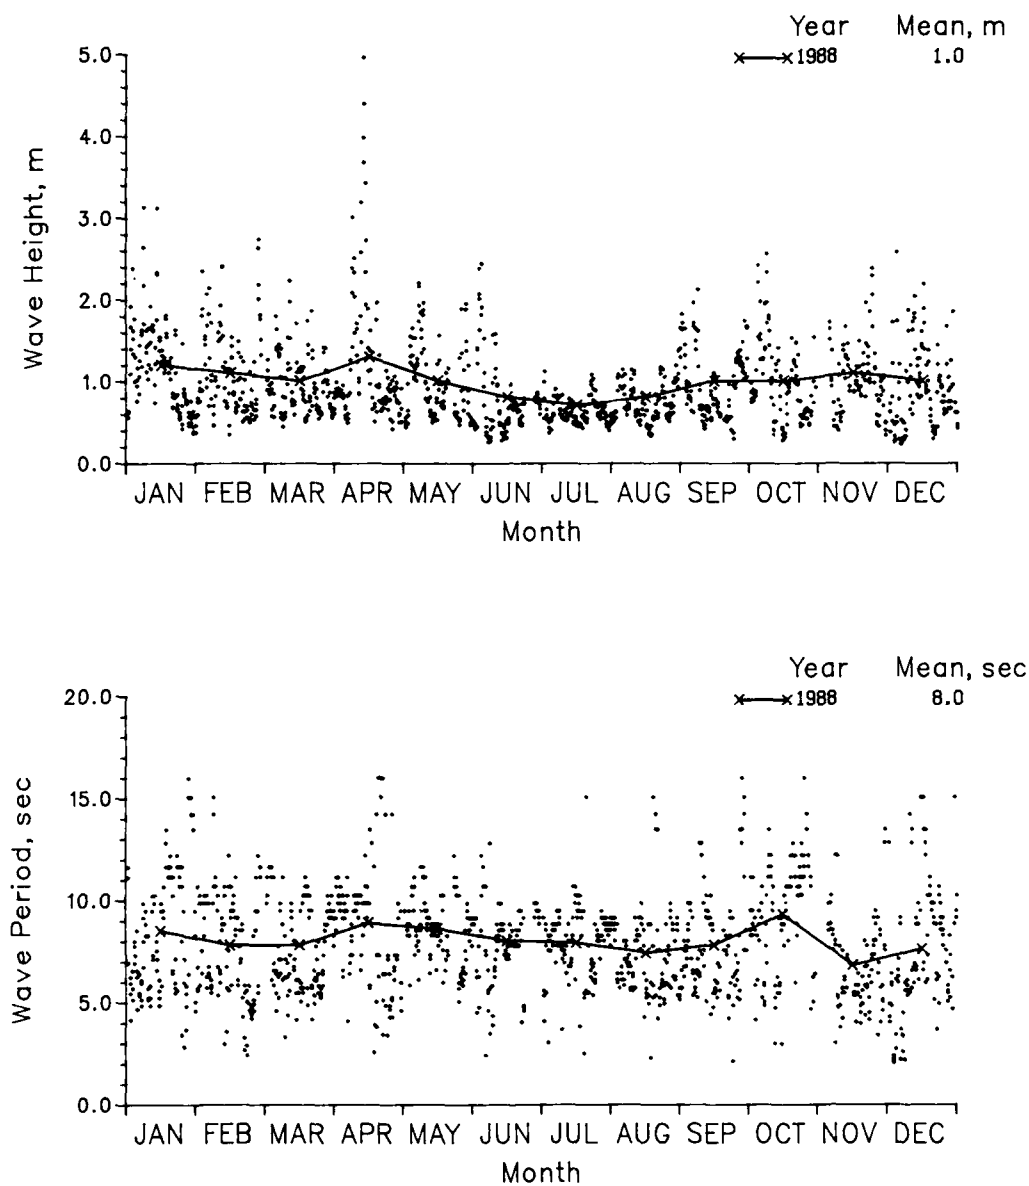 Year Mean, m
1988 1.0
5.0
4.0
3.0
2.0
1.0
0.0
Wave Height, m
JAN FEB MAR APR MAY JUN JUL AUG SEP OCT NOV DEC
Month
Year Mean, sec
1988 8.0
20.0
15.0
10.0
5.0
0.0
Wave Period, sec
JAN FEB MAR APR MAY JUN JUL AUG SEP OCT NOV DEC
Month